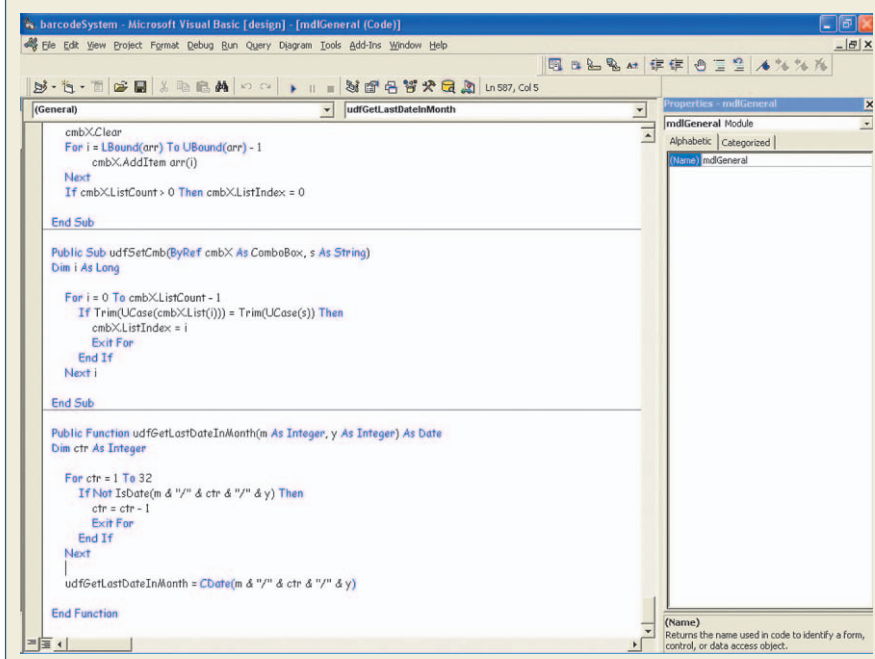 barcodeSystem - Microsoft Visual Basic [design] - [mdlGeneral (Code)]
File Edit View Project Format Debug Run Query Diagram Tools Add-Ins Window Help
Ln 587, Col 5
(General)
udfGetLastDateInMonth
cmbX.Clear
For i = LBound(arr) To UBound(arr) - 1
cmbX.AddItem arr(i)
Next
If cmbX.ListCount > 0 Then cmbX.ListIndex = 0
End Sub
Public Sub udfSetCmb(ByRef cmbX As ComboBox, s As String)
Dim i As Long
For i = 0 To cmbX.ListCount - 1
If Trim(UCase(cmbX.List(i))) = Trim(UCase(s)) Then
cmbX.ListIndex = i
Exit For
End If
Next i
End Sub
Public Function udfGetLastDateInMonth(m As Integer, y As Integer) As Date
Dim ctr As Integer
For ctr = 1 To 32
If Not IsDate(m & "/" & ctr & "/" & y) Then
ctr = ctr - 1
Exit For
End If
Next
udfGetLastDateInMonth = CDate(m & "/" & ctr & "/" & y)
End Function
Properties - mdlGeneral
mdlGeneral Module
Alphabetic Categorized
(Name) mdlGeneral
(Name)
Returns the name used in code to identify a form,
control, or data access object.